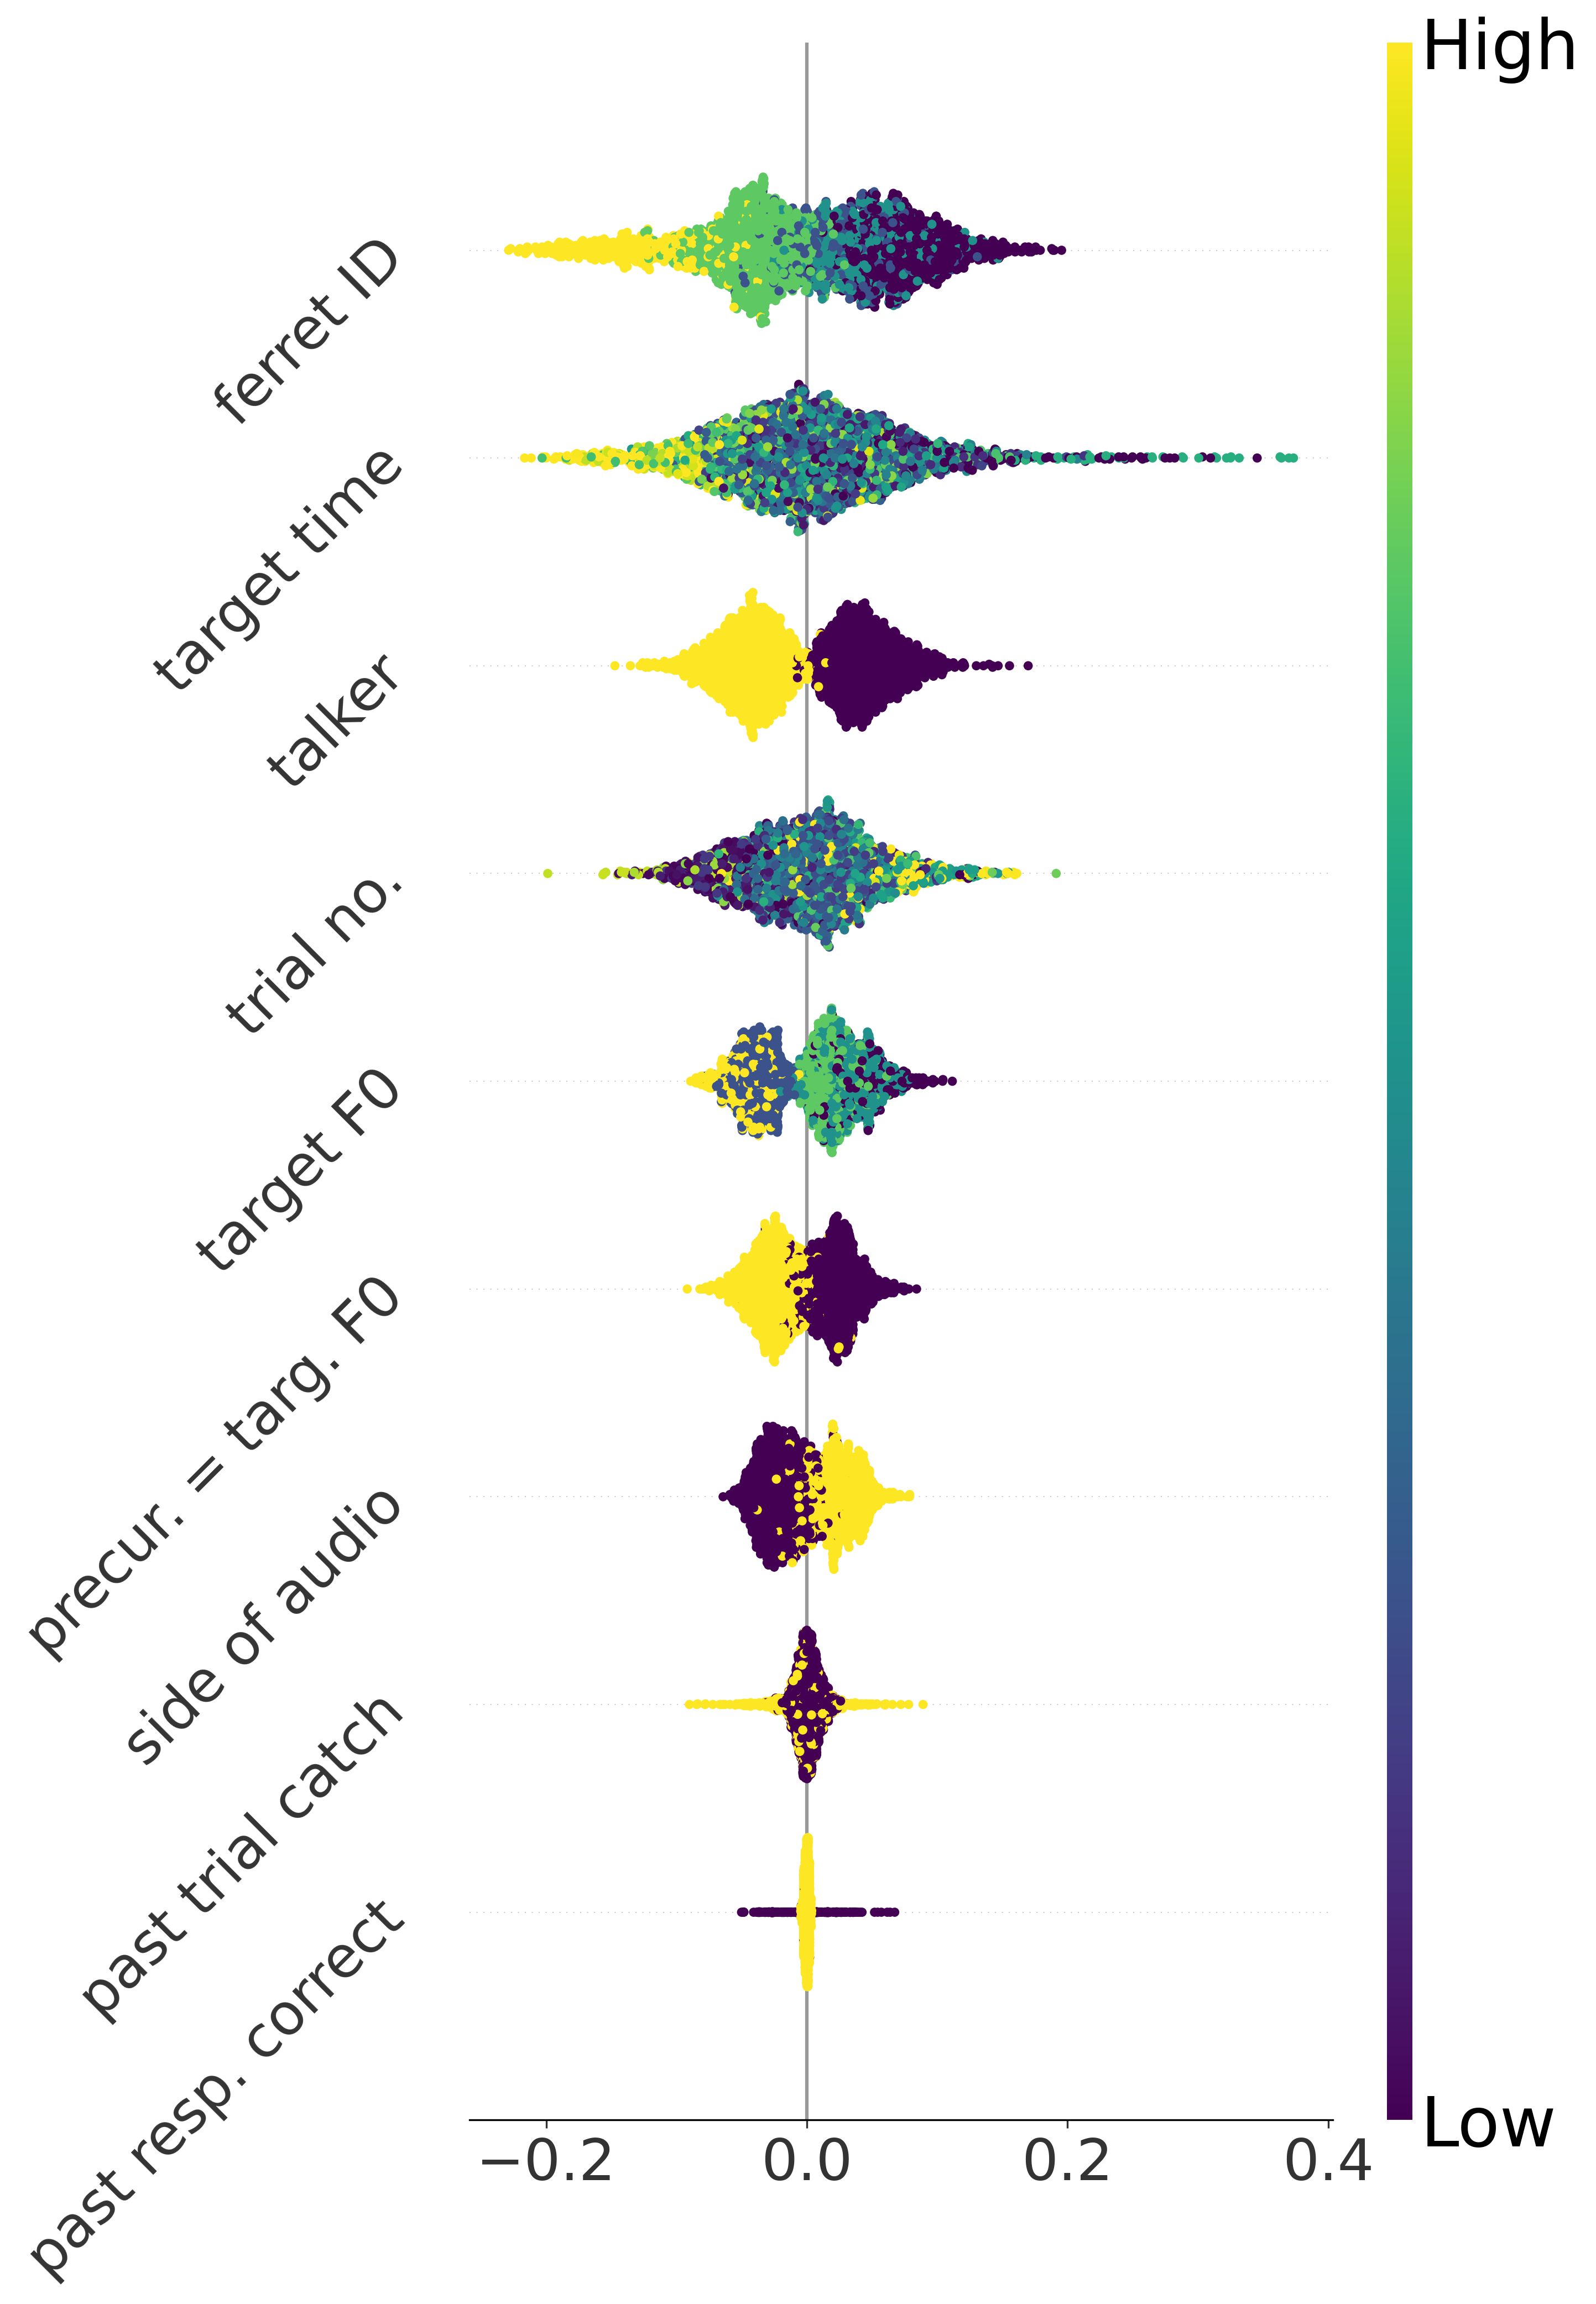 High
ferret ID
target time
talker
trial no.
target F0
precur. = targ. F0
side of audio
past trial catch
past resp. correct
Low
−0.2 0.0 0.2 0.4